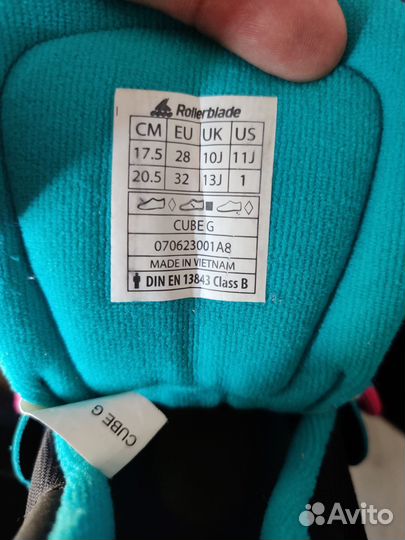 Rollerblade
CM EU UK US
17.5 28 10J 11J
20.5 32 13J 1
CUBE G
070623001A8
MADE IN VIETNAM
DIN EN 13843 Class B
CUBE G
Avito